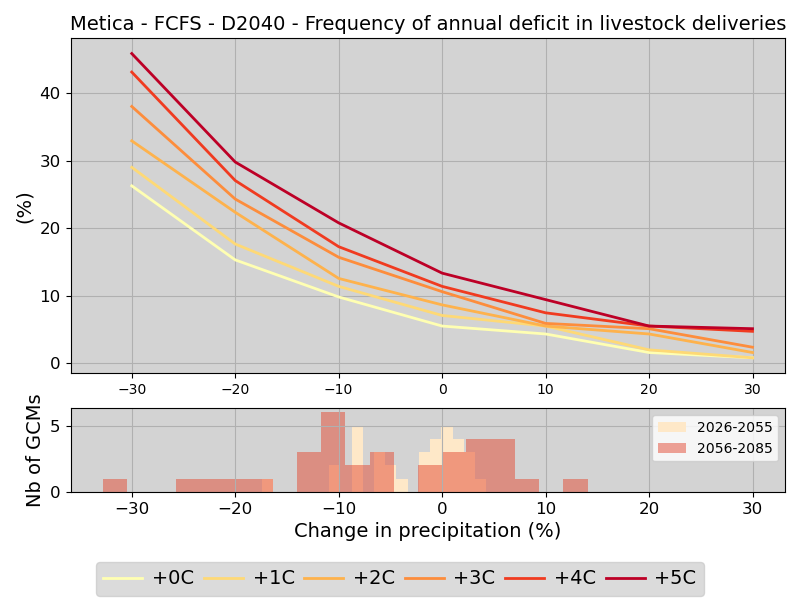 Metica - FCFS - D2040 - Frequency of annual deficit in livestock deliveries
(%)
40
30
20
10
0
−30 −20 −10 0 10 20 30
Nb of GCMs
5
0
2026-2055
2056-2085
−30 −20 −10 0 10 20 30
Change in precipitation (%)
+0C +1C +2C +3C +4C +5C